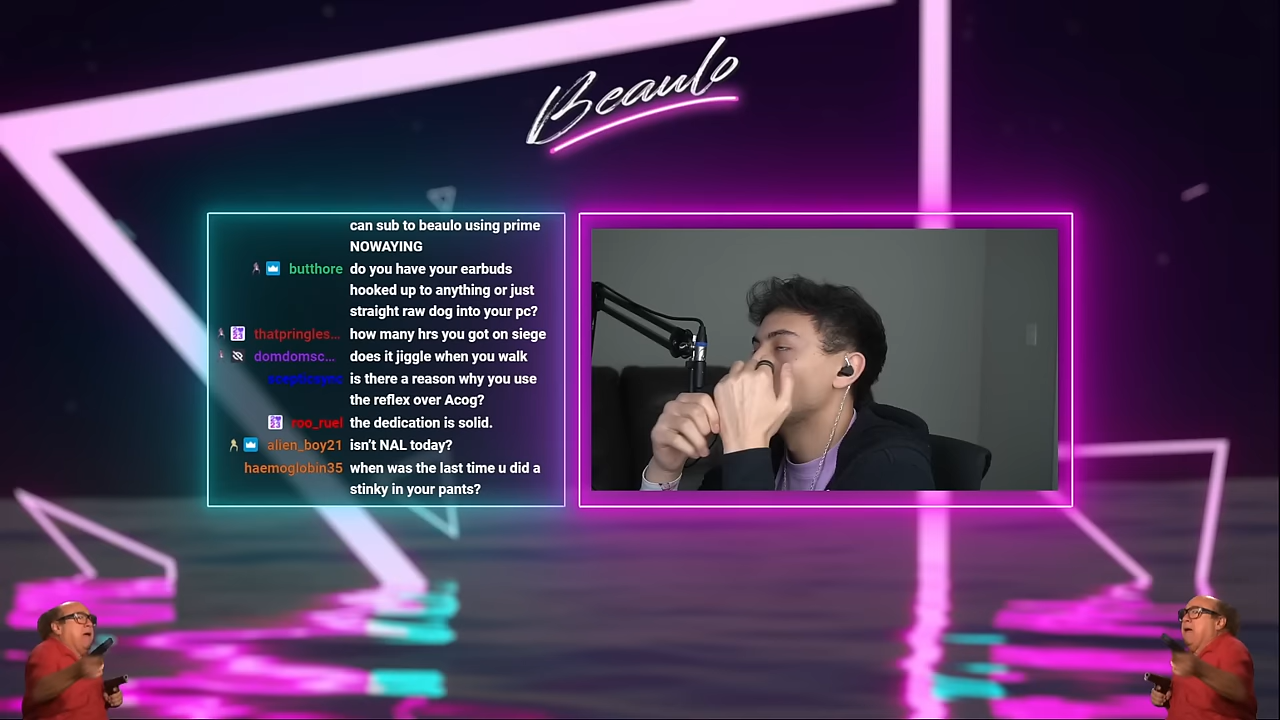 Beaulo
can sub to beaulo using prime
NOWAYING
butthore do you have your earbuds
hooked up to anything or just
straight raw dog into your pc?
thatpringles... how many hrs you got on siege
domdomsc... does it jiggle when you walk
is there a reason why you use
the reflex over Acog?
roo_ruel the dedication is solid.
alien_boy21 isn't NAL today?
haemoglobin35 when was the last time u did a
stinky in your pants?